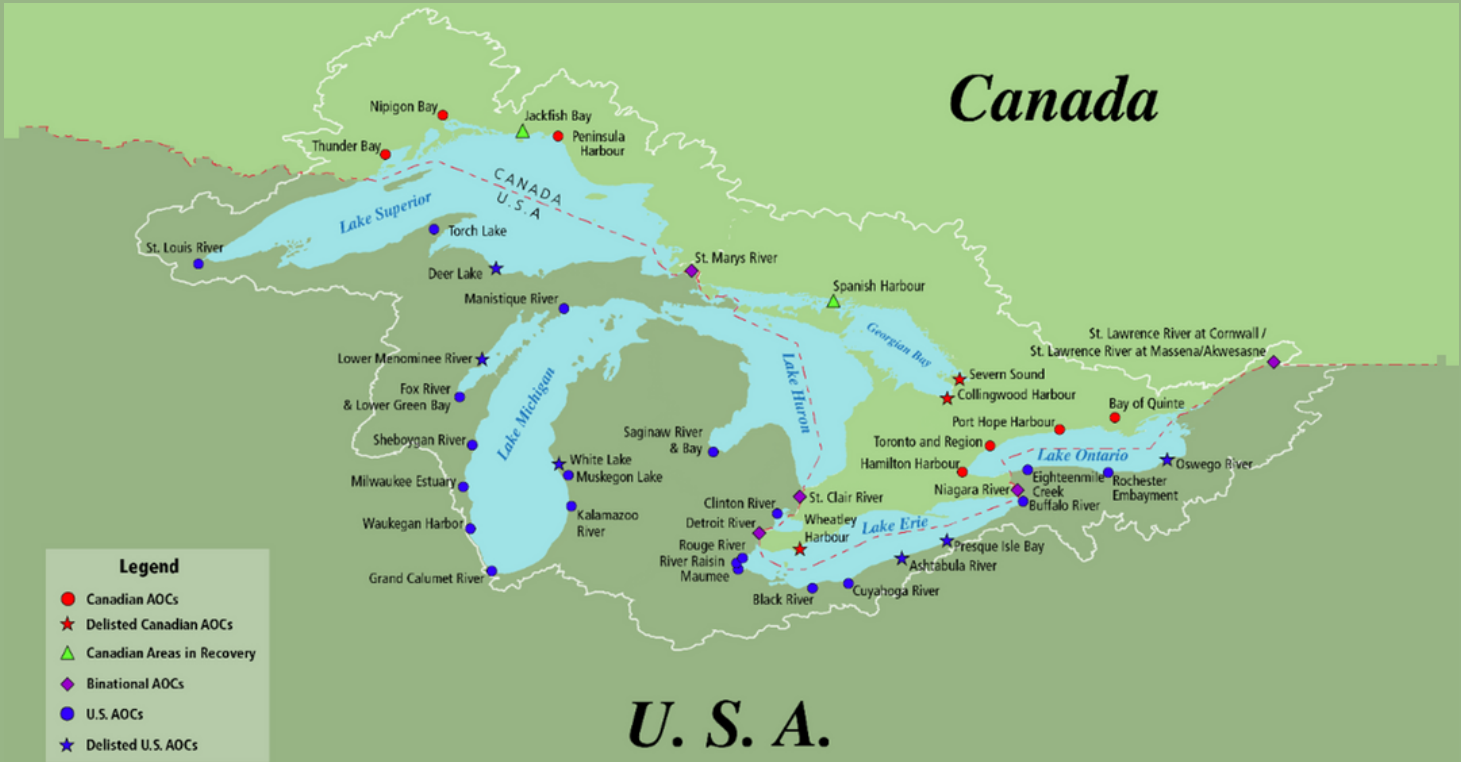 Canada
Nipigon Bay
Jackfish Bay
Peninsula
Harbour
Thunder Bay
CANADA
U.S.A
Lake Superior
Torch Lake
St. Louis River
Deer Lake
St. Marys River
Manistique River
Spanish Harbour
Georgian Bay
St. Lawrence River at Cornwall /
St. Lawrence River at Massena/Akwesasne
Lower Menominee River
Lake Michigan
Lake Huron
Severn Sound
Collingwood Harbour
Fox River
& Lower Green Bay
Bay of Quinte
Port Hope Harbour
Sheboygan River
Saginaw River
& Bay
Toronto and Region
Lake Ontario
White Lake
Muskegon Lake
Hamilton Harbour
Oswego River
Milwaukee Estuary
Eighteenmile
Creek
Rochester
Embayment
Niagara River
Buffalo River
St. Clair River
Clinton River
Kalamazoo
River
Waukegan Harbor
Detroit River
Wheatley
Harbour
Lake Erie
Rouge River
River Raisin
Maumee
Presque Isle Bay
Ashtabula River
Grand Calumet River
Black River
Cuyahoga River
Legend
Canadian AOCs
Delisted Canadian AOCs
Canadian Areas in Recovery
Binational AOCs
U.S. AOCs
Delisted U.S. AOCs
U. S. A.